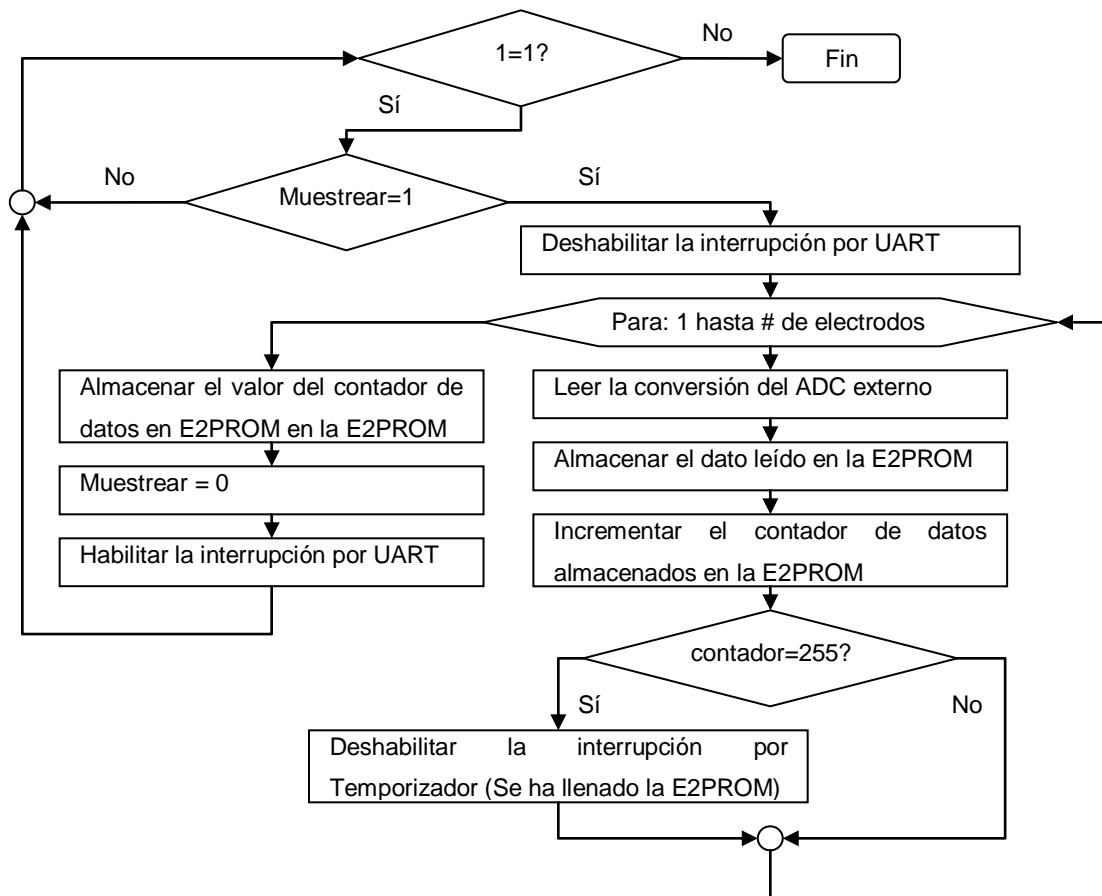 1=1?
No
Fin
Sí
No
Muestrear=1
Sí
Deshabilitar la interrupción por UART
Para: 1 hasta # de electrodos
Almacenar el valor del contador de
datos en E2PROM en la E2PROM
Muestrear = 0
Habilitar la interrupción por UART
Leer la conversión del ADC externo
Almacenar el dato leído en la E2PROM
Incrementar el contador de datos
almacenados en la E2PROM
contador=255?
Sí
No
Deshabilitar la interrupción por
Temporizador (Se ha llenado la E2PROM)